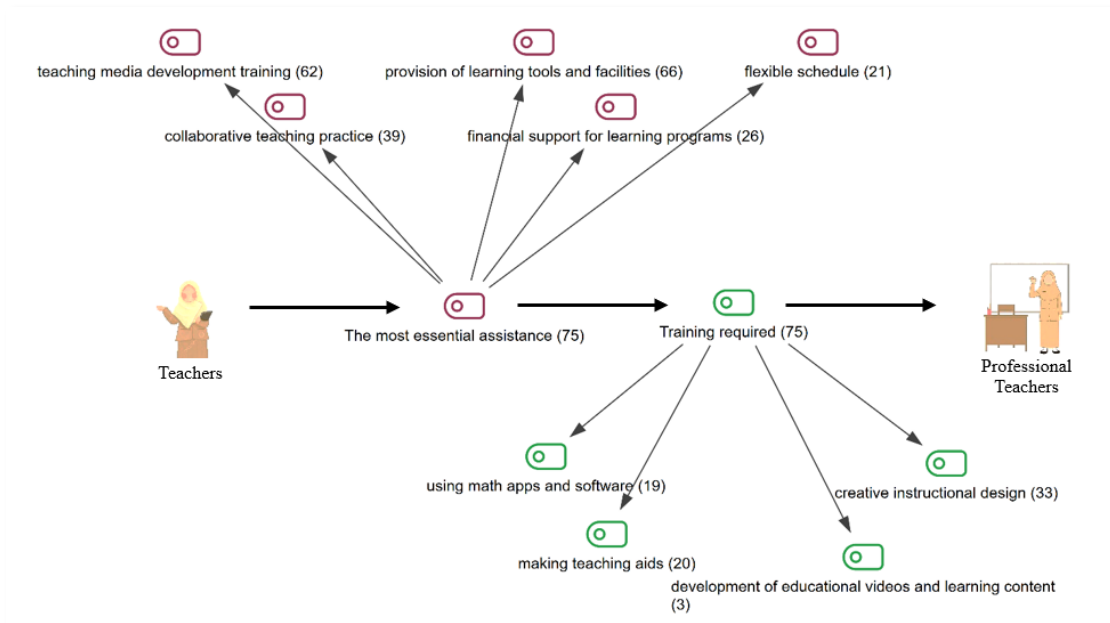 teaching media development training (62)
provision of learning tools and facilities (66)
flexible schedule (21)
collaborative teaching practice (39)
financial support for learning programs (26)
The most essential assistance (75)
Training required (75)
Teachers
Professional
Teachers
using math apps and software (19)
creative instructional design (33)
making teaching aids (20)
development of educational videos and learning content
(3)